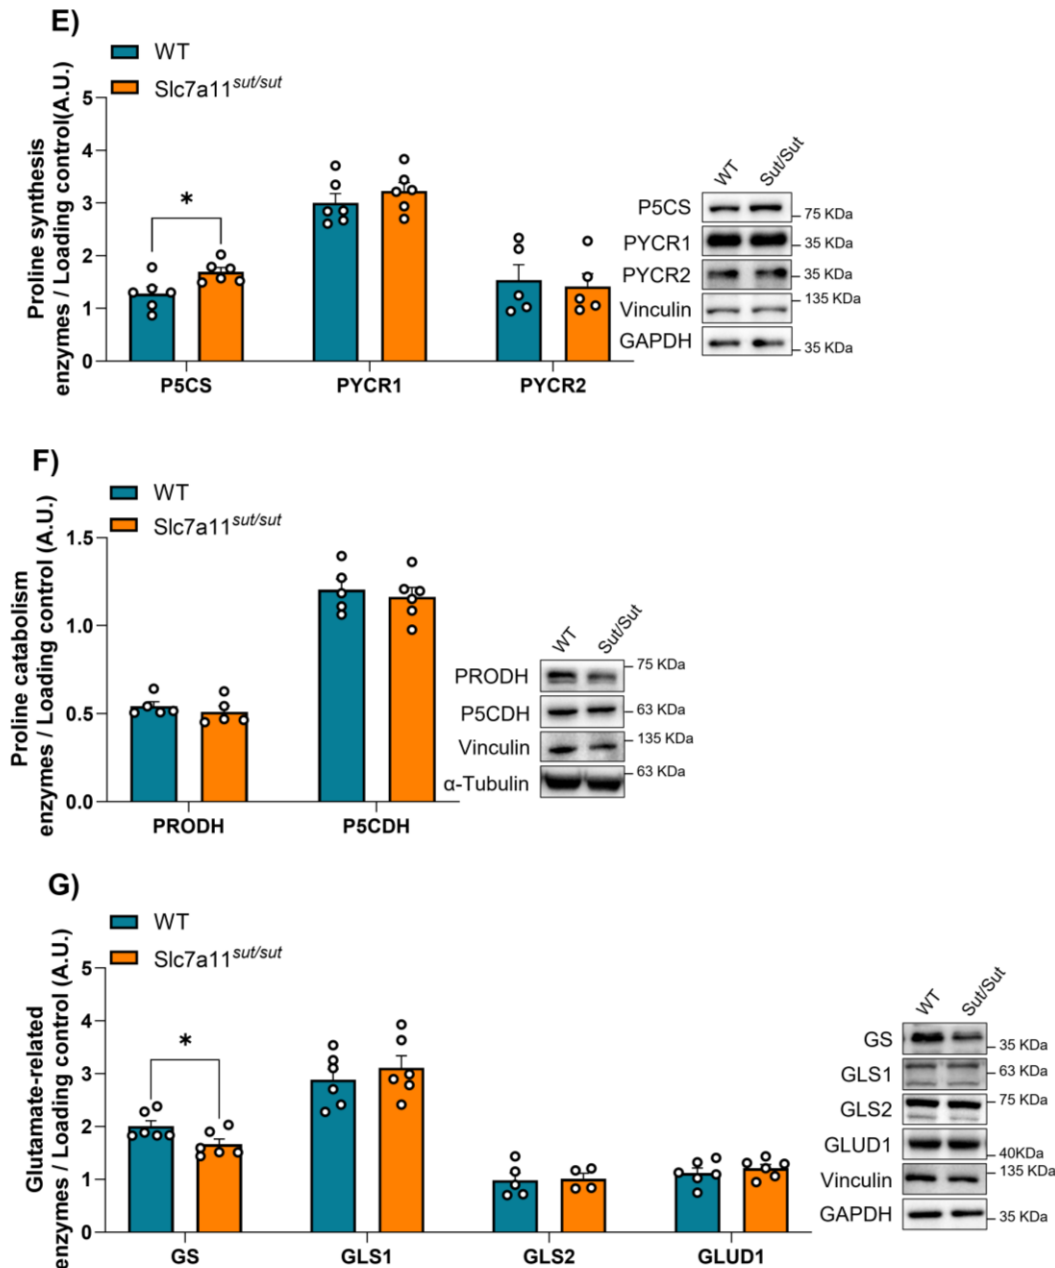 E)
WT
Slc7a11sut/sut
Proline synthesis
enzymes / Loading control(A.U.)
5
4
3
2
1
0
*
P5CS
PYCR1
PYCR2
WT
Sut/Sut
P5CS
75 KDa
PYCR1
35 KDa
PYCR2
35 KDa
135 KDa
Vinculin
GAPDH
35 KDa
F)
WT
Slc7a11sut/sut
Proline catabolism
enzymes / Loading control (A.U.)
1.5
1.0
0.5
0.0
PRODH
P5CDH
WT
Sut/Sut
75 KDa
PRODH
P5CDH
63 KDa
135 KDa
Vinculin
63 KDa
α-Tubulin
G)
WT
Slc7a11sut/sut
Glutamate-related
enzymes / Loading control (A.U.)
5
4
3
2
1
0
*
GS
GLS1
GLS2
GLUD1
WT
Sut/Sut
GS
35 KDa
GLS1
63 KDa
75 KDa
GLS2
GLUD1
40KDa
135 KDa
Vinculin
GAPDH
35 KDa